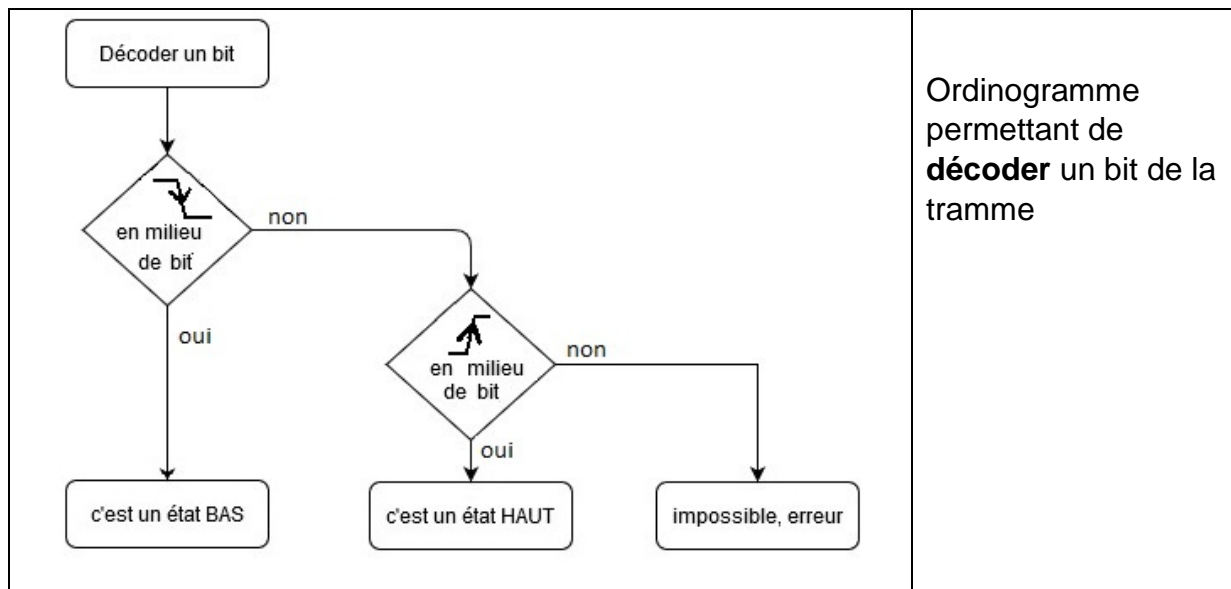 Décoder un bit
en milieu
de bit
non
oui
en milieu
de bit
non
oui
c'est un état BAS
c'est un état HAUT
impossible, erreur
Ordinogramme
permettant de
décoder un bit de la
tramme